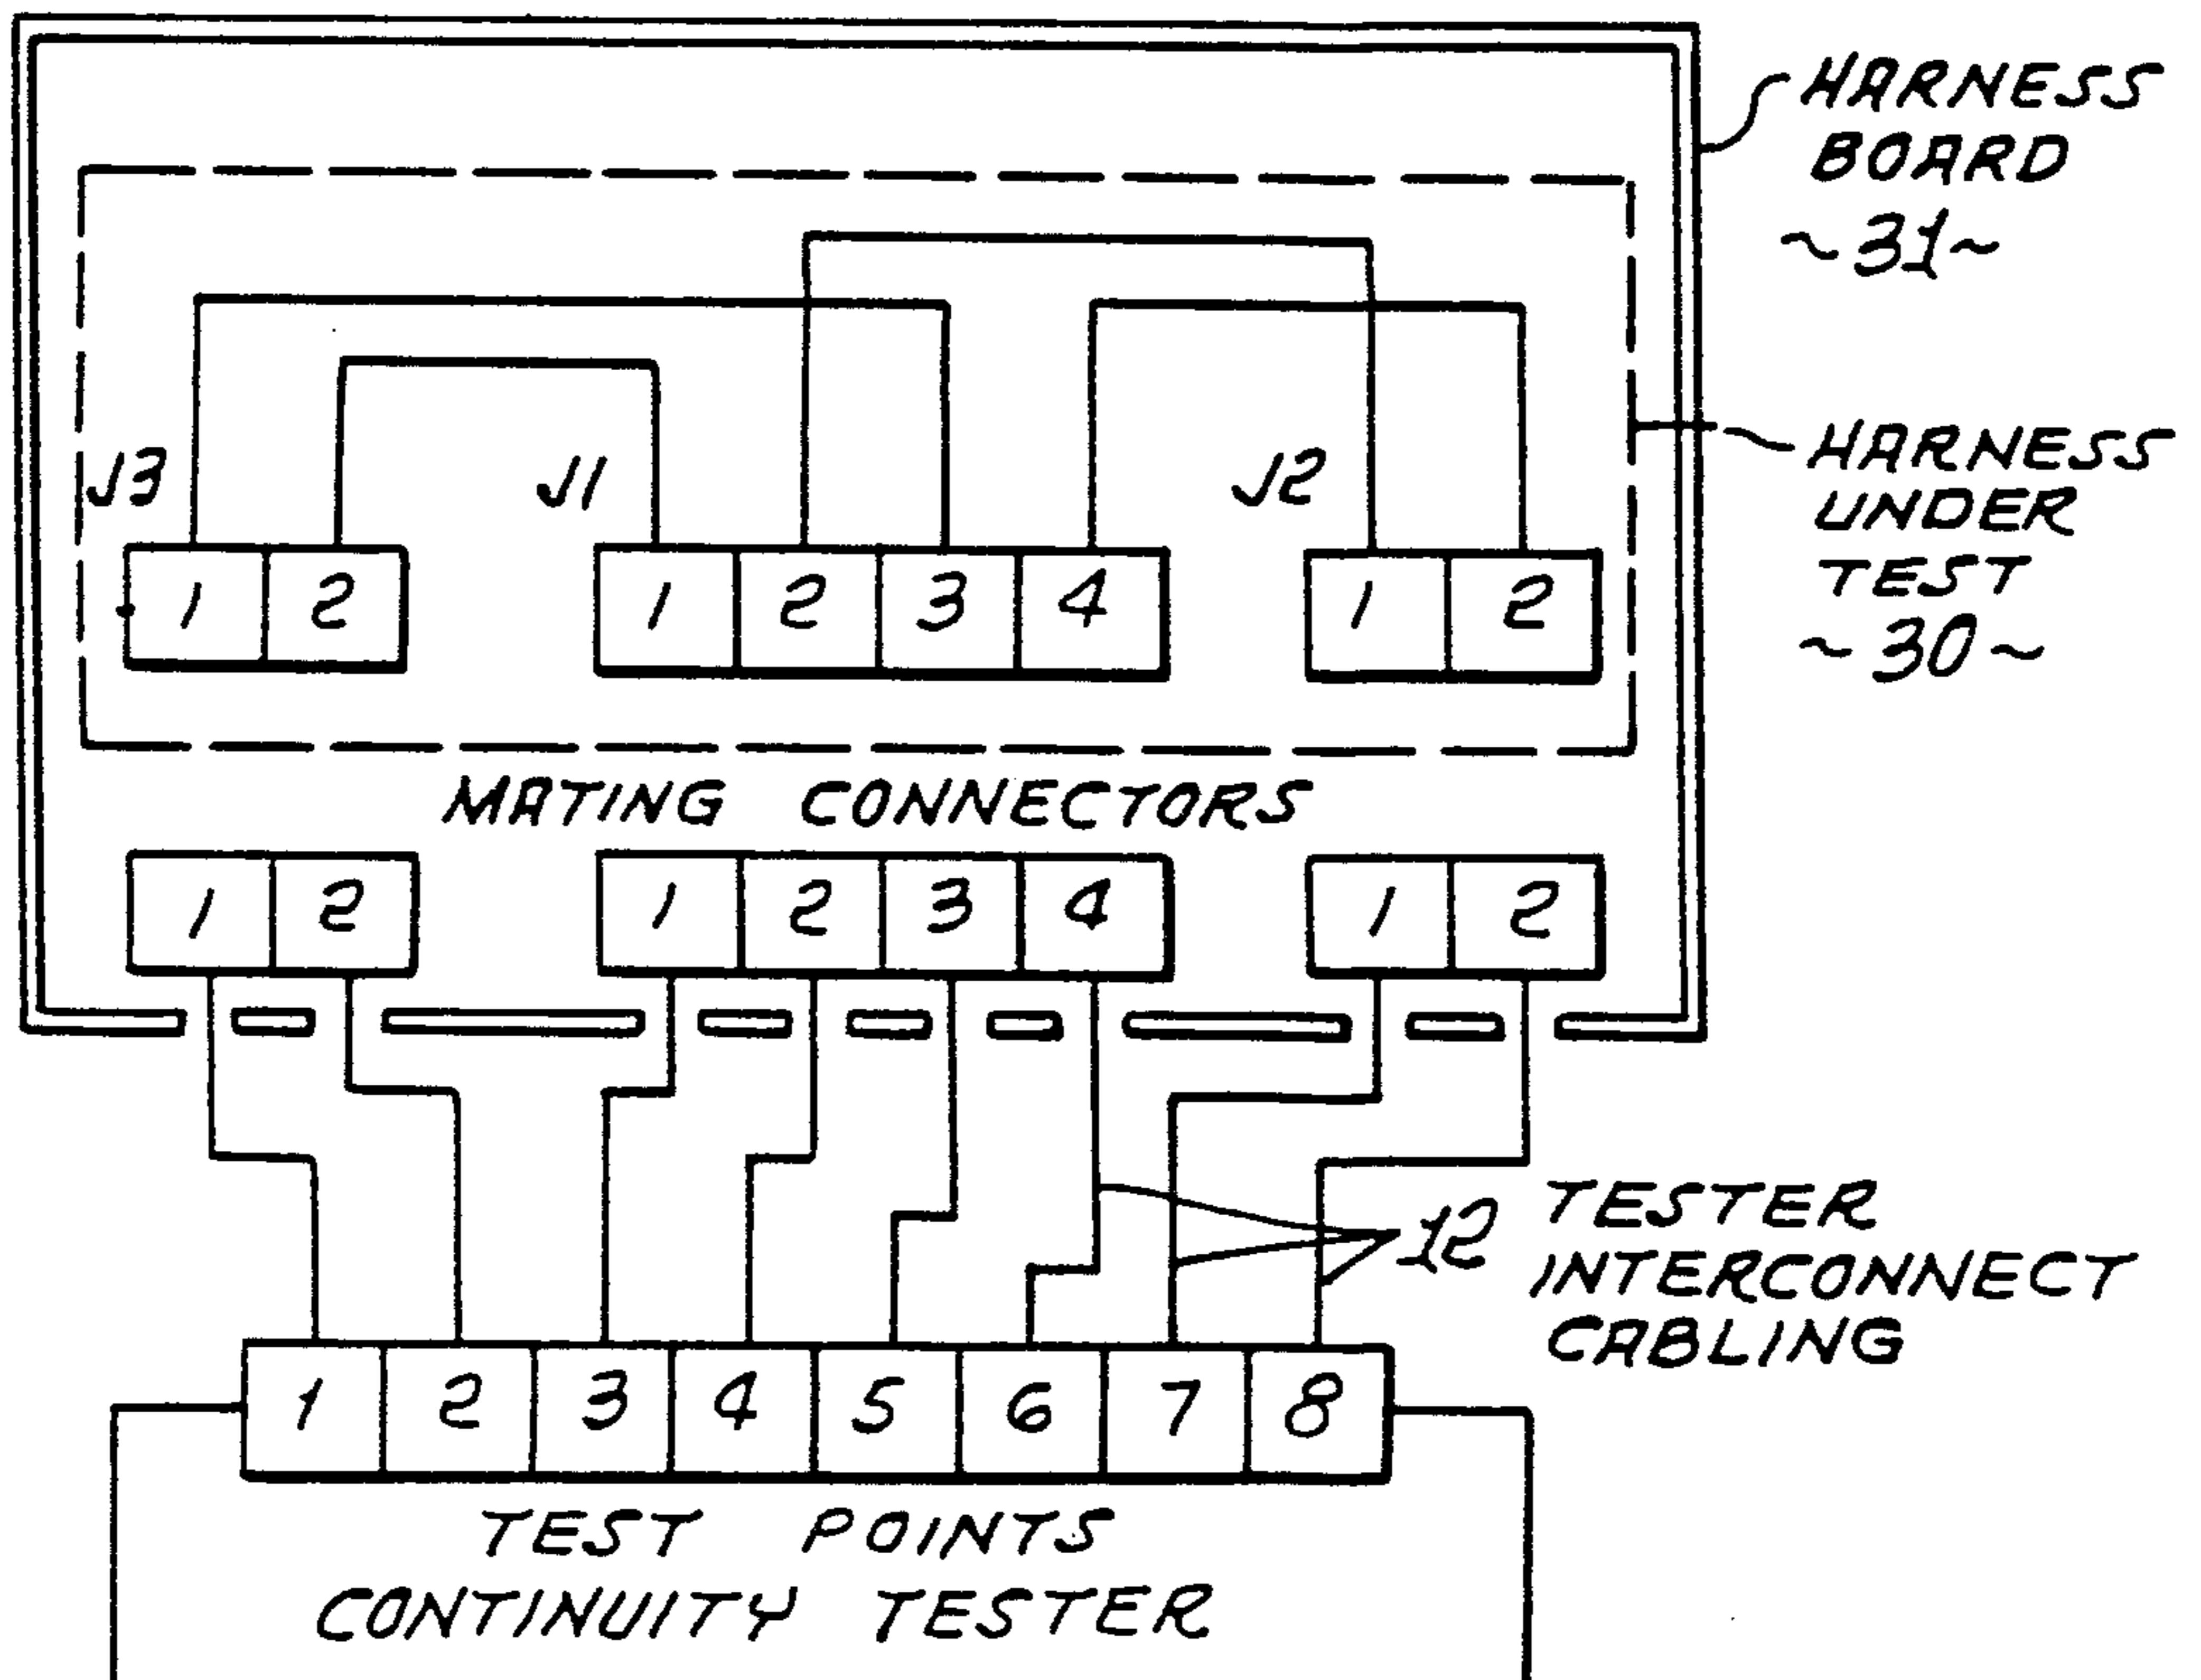 HARNESS
BOARD
~31~
HARNESS
UNDER
TEST
~30~
J3
J1
J2
1 2
1 2 3 4
1 2
MATING CONNECTORS
1 2
1 2 3 4
1 2
12
TESTER
INTERCONNECT
CABLING
1 2 3 4 5 6 7 8
TEST POINTS
CONTINUITY TESTER